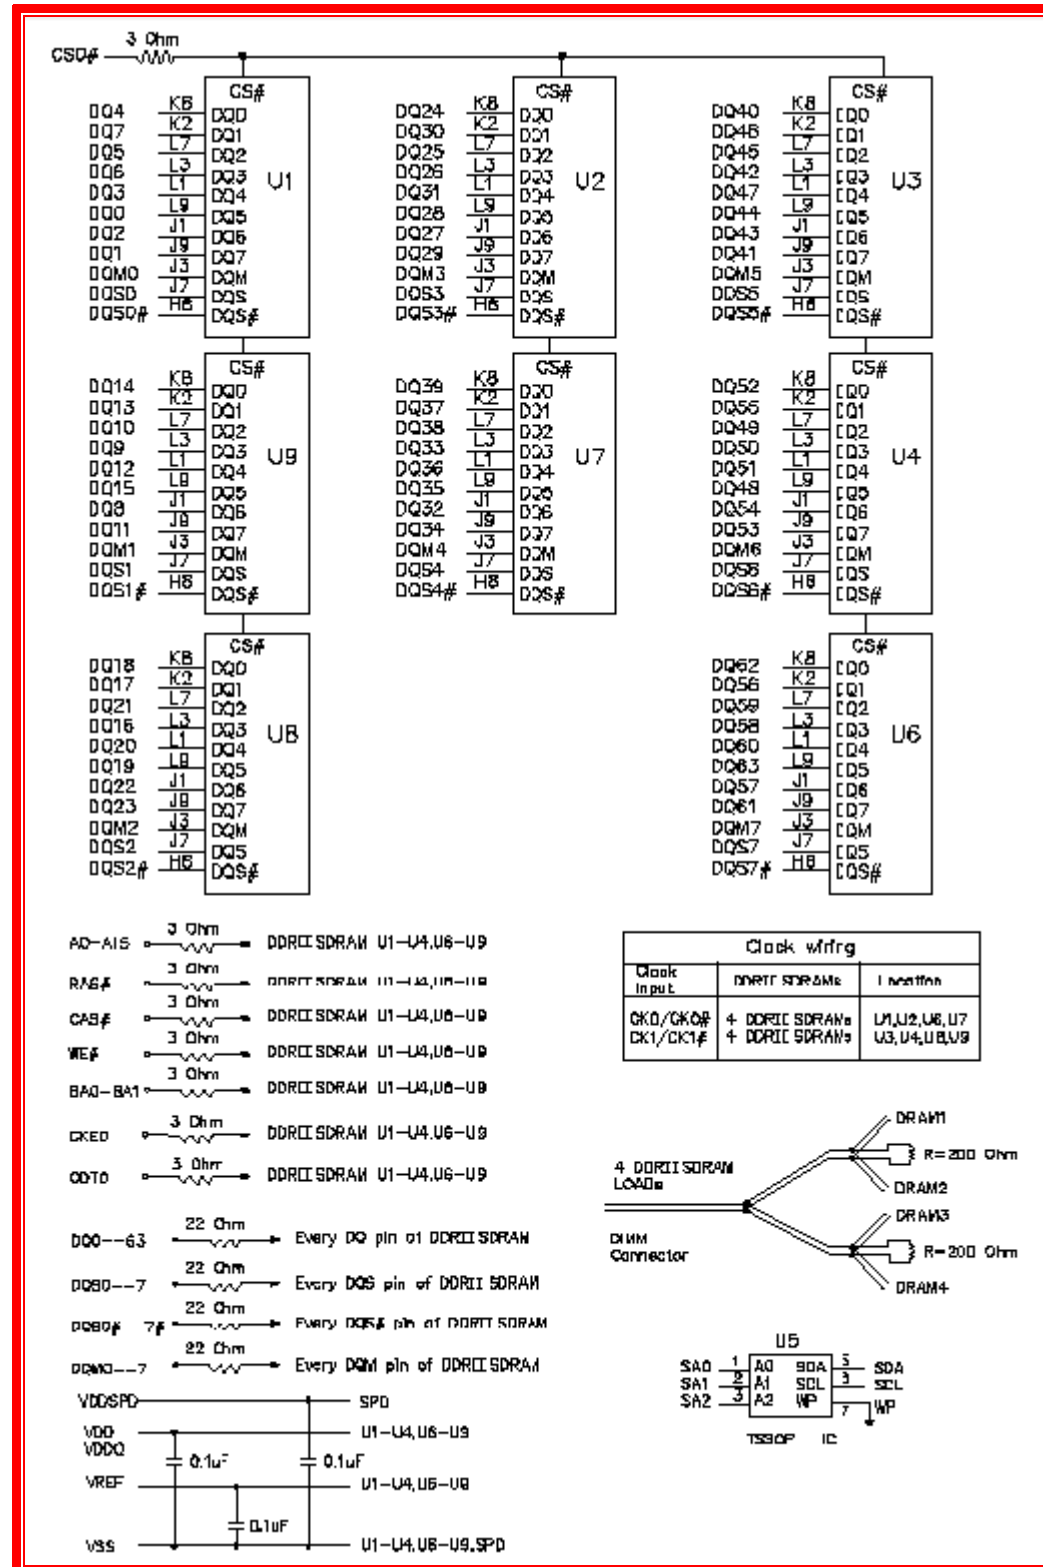 CS0# 3 Ohm
CS# CS# CS#
DQ4 K8 DQ0 DQ24 K8 DQ0 DQ40 K8 DQ0
DQ7 K2 DQ1 DQ30 K2 DQ1 DQ46 K2 DQ1
DQ5 L7 DQ2 DQ25 L7 DQ2 DQ45 L7 DQ2
DQ6 L3 DQ3 U1 DQ26 L3 DQ3 U2 DQ42 L3 DQ3 U3
DQ3 L1 DQ4 DQ31 L1 DQ4 DQ47 L1 DQ4
DQ0 L9 DQ5 DQ28 L9 DQ5 DQ44 L9 DQ5
DQ2 J1 DQ6 DQ27 J1 DQ6 DQ43 J1 DQ6
DQ1 J9 DQ7 DQ29 J9 DQ7 DQ41 J9 DQ7
DQM0 J3 DQM DQM3 J3 DQM DQM5 J3 DQM
DQS0 J7 DQS DQS3 J7 DQS DQS5 J7 DQS
DQS0# H8 DQS# DQS3# H8 DQS# DQS5# H8 DQS#
CS# CS# CS#
DQ14 K8 DQ0 DQ39 K8 DQ0 DQ52 K8 DQ0
DQ13 K2 DQ1 DQ37 K2 DQ1 DQ55 K2 DQ1
DQ10 L7 DQ2 DQ38 L7 DQ2 DQ49 L7 DQ2
DQ9 L3 DQ3 U9 DQ33 L3 DQ3 U7 DQ50 L3 DQ3 U4
DQ12 L1 DQ4 DQ36 L1 DQ4 DQ51 L1 DQ4
DQ15 L9 DQ5 DQ35 L9 DQ5 DQ48 L9 DQ5
DQ8 J1 DQ6 DQ32 J1 DQ6 DQ54 J1 DQ6
DQ11 J9 DQ7 DQ34 J9 DQ7 DQ53 J9 DQ7
DQM1 J3 DQM DQM4 J3 DQM DQM6 J3 DQM
DQS1 J7 DQS DQS4 J7 DQS DQS6 J7 DQS
DQS1# H8 DQS# DQS4# H8 DQS# DQS6# H8 DQS#
CS# CS#
DQ18 K8 DQ0 DQ62 K8 DQ0
DQ17 K2 DQ1 DQ56 K2 DQ1
DQ21 L7 DQ2 DQ59 L7 DQ2
DQ16 L3 DQ3 U8 DQ58 L3 DQ3 U6
DQ20 L1 DQ4 DQ60 L1 DQ4
DQ19 L9 DQ5 DQ63 L9 DQ5
DQ22 J1 DQ6 DQ57 J1 DQ6
DQ23 J9 DQ7 DQ61 J9 DQ7
DQM2 J3 DQM DQM7 J3 DQM
DQS2 J7 DQS DQS7 J7 DQS
DQS2# H8 DQS# DQS7# H8 DQS#
A0-A15 3 Ohm DDRII SDRAM U1-U4,U6-U9
RAS# 3 Ohm DDRII SDRAM U1-U4,U6-U9
CAS# 3 Ohm DDRII SDRAM U1-U4,U6-U9
WE# 3 Ohm DDRII SDRAM U1-U4,U6-U9
BA0-BA1 3 Ohm DDRII SDRAM U1-U4,U6-U9
CKE0 3 Ohm DDRII SDRAM U1-U4.U6-U9
ODT0 3 Ohm DDRII SDRAM U1-U4,U6-U9
Clock wiring
Clock Input DDRII SDRAMs Location
CK0/CK0# 4 DDRII SDRAMs U1,U2,U6,U7
CK1/CK1# 4 DDRII SDRAMs U3,U4,U8,U9
DRAM1
R=200 Ohm
4 DDRII SDRAM LOADs
DRAM2
DRAM3
DIMM Connector
R=200 Ohm
DRAM4
DQ0--63 22 Ohm Every DQ pin of DDRII SDRAM
DQS0--7 22 Ohm Every DQS pin of DDRII SDRAM
DQS0# 7# 22 Ohm Every DQS# pin of DDRII SDRAM
DQM0--7 22 Ohm Every DQM pin of DDRII SDRAM
U5
SA0 1 A0 SDA 5 SDA
SA1 2 A1 SCL SCL
SA2 3 A2 WP 7 WP
TSSOP IC
VDDSPD SPD
VDD U1-U4,U6-U9
VDDQ
0.1uF 0.1uF
VREF U1-U4,U6-U9
0.1uF
VSS U1-U4,U6-U9,SPD